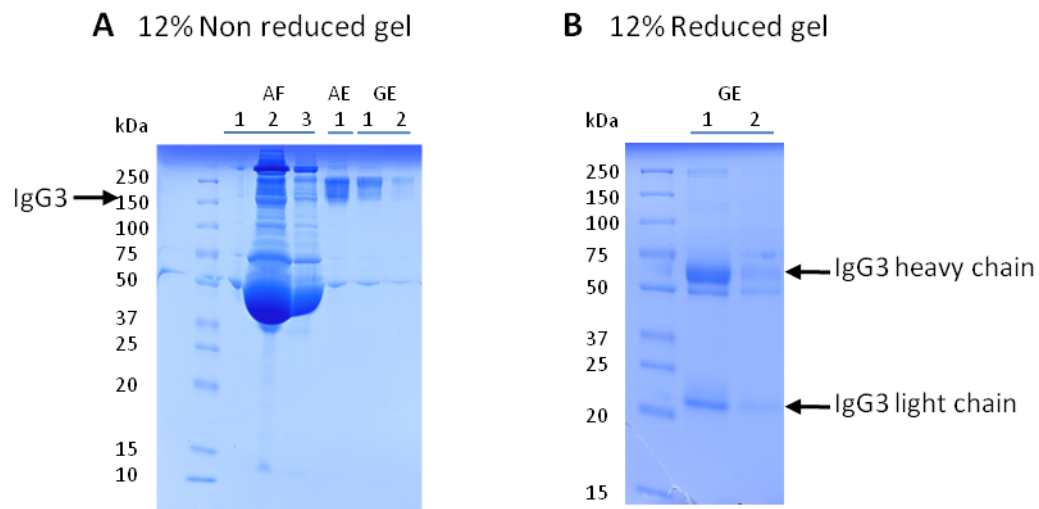 A 12% Non reduced gel
AF AE GE
1 2 3 1 1 2
kDa
250
IgG3
150
100
75
50
37
25
20
15
10
B 12% Reduced gel
GE
1 2
kDa
250
150
100
75
IgG3 heavy chain
50
37
25
20
IgG3 light chain
15